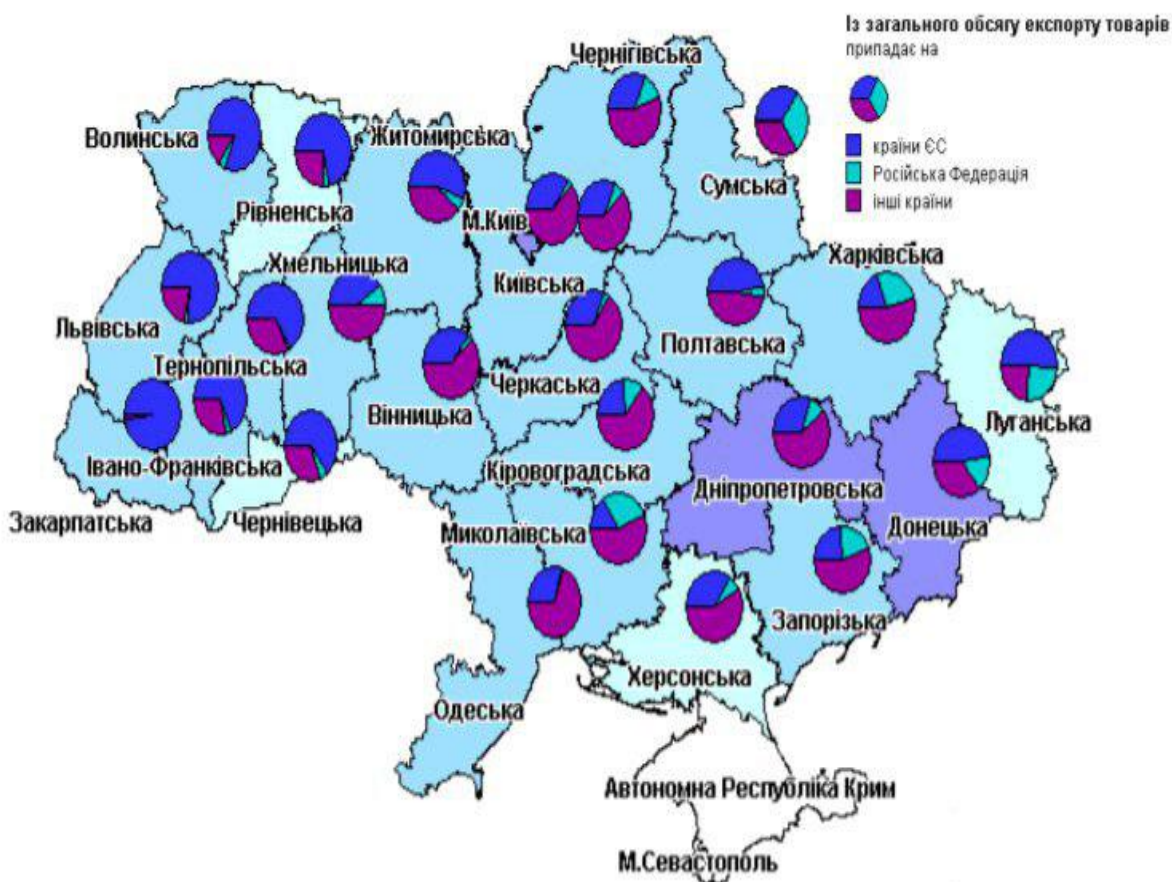 Із загального обсягу експорту товарів
припадає на
країни ЄС
Російська Федерація
інші країни
Чернігівська
Волинська
Житомирська
Сумська
Рівненська
М.Київ
Хмельницька
Київська
Харківська
Львівська
Тернопільська
Полтавська
Черкаська
Вінницька
Луганська
Івано-Франківська
Кіровоградська
Дніпропетровська
Закарпатська
Чернівецька
Миколаївська
Донецька
Запорізька
Херсонська
Одеська
Автономна Республіка Крим
М.Севастополь